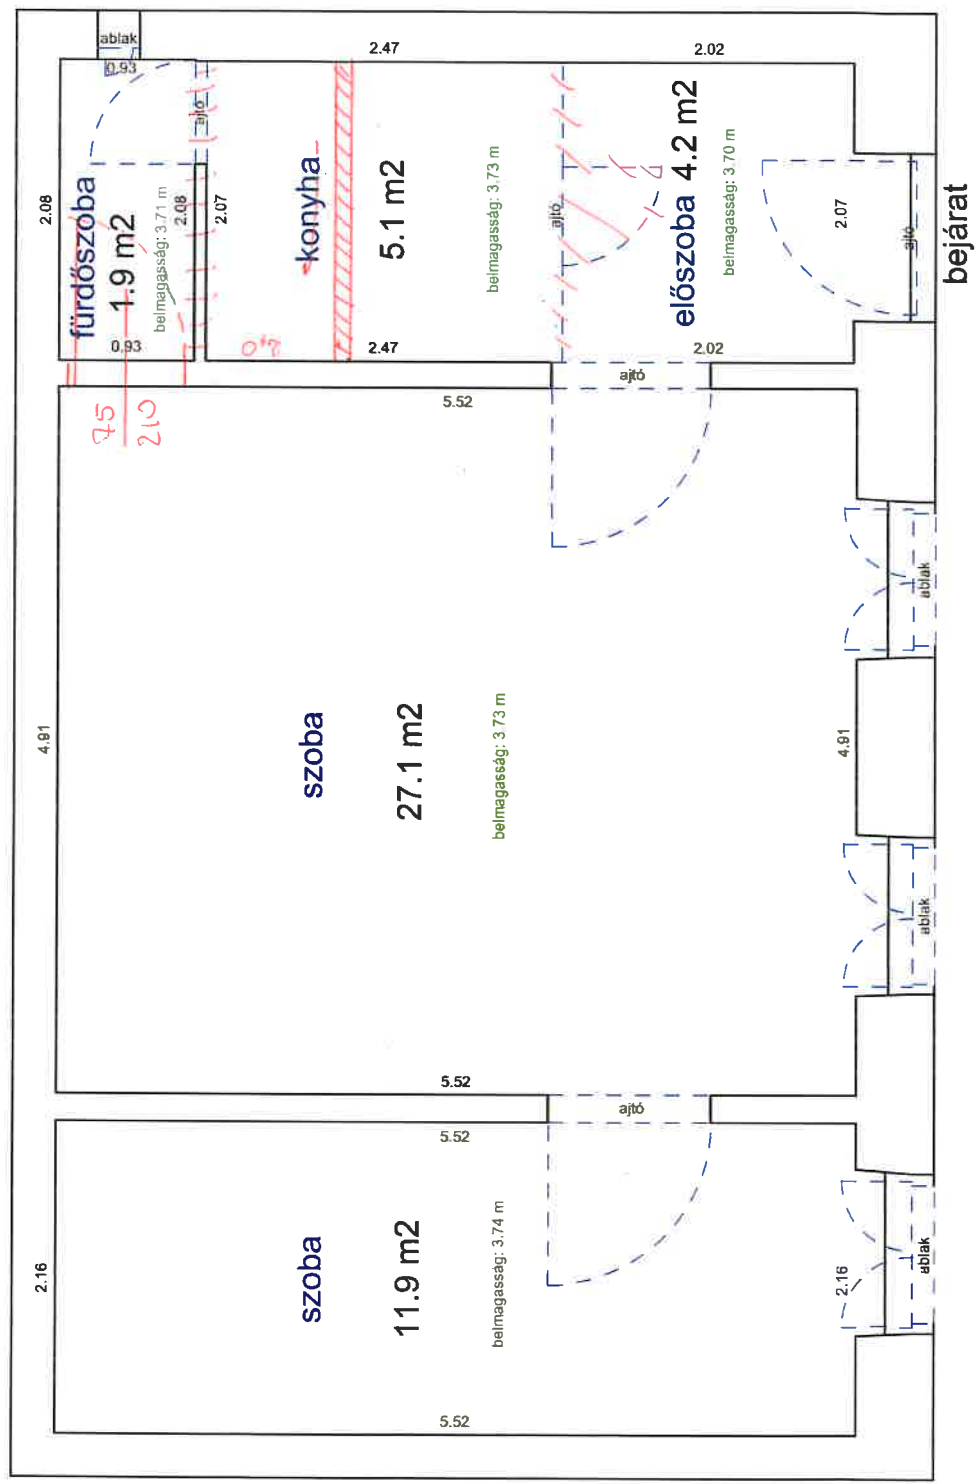 ablak
0.93
2.08
fürdőszoba
1.9 m2
belmagasság: 3.71 m
2.08
0.93
ajtó
2.07
2.47
konyha
5.1 m2
belmagasság: 3.73 m
2.47
75
210
2.02
ajtó
előszoba 4.2 m2
belmagasság: 3.70 m
2.02
2.07
ajtó
bejárat
ajtó
5.52
4.91
szoba
27.1 m2
belmagasság: 3.73 m
4.91
ablak
ablak
5.52
ajtó
5.52
2.16
szoba
11.9 m2
belmagasság: 3.74 m
2.16
ablak
5.52